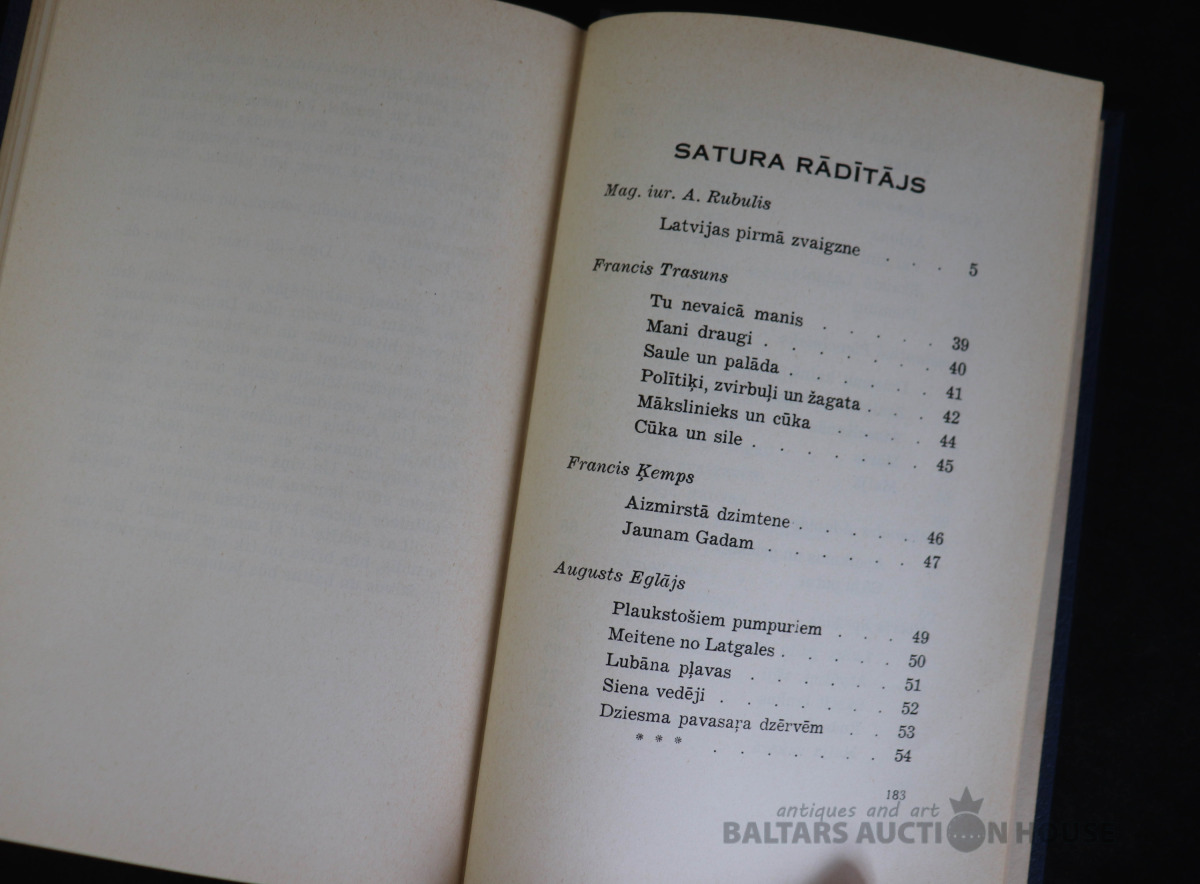 SATURA RĀDĪTĀJS
Mag. iur. A. Rubulis
Latvijas pirmā zvaigzne . . . 5
Francis Trasuns
Tu nevaicā manis . . . . . 39
Mani draugi . . . . . . . 40
Saule un palāda . . . . . . 41
Polītiķi, zvirbuļi un žagata . . . 42
Mākslinieks un cūka . . . . 44
Cūka un sile . . . . . . . 45
Francis Ķemps
Aizmirstā dzimtene . . . . . 46
Jaunam Gadam . . . . . . 47
Augusts Eglājs
Plaukstošiem pumpuriem . . . 49
Meitene no Latgales . . . . . 50
Lubāna pļavas . . . . . . 51
Siena vedēji . . . . . . . 52
Dziesma pavasaŗa dzērvēm . . 53
* * * . . . . . . . 54
183
antiques and art
BALTARS AUCTION HOUSE